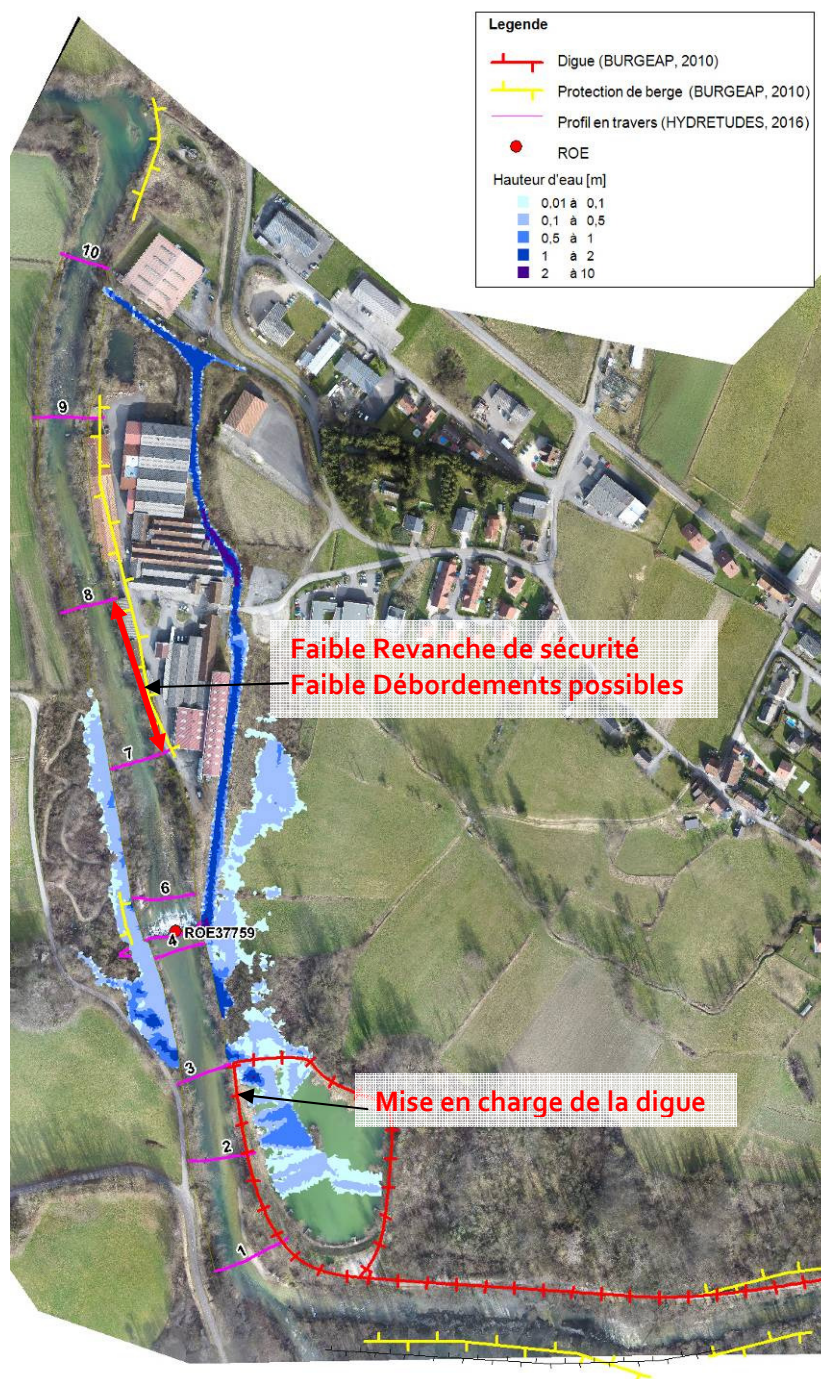 Legende
Digue (BURGEAP, 2010)
Protection de berge (BURGEAP, 2010)
Profil en travers (HYDRETUDES, 2016)
ROE
Hauteur d'eau [m]
0,01 à 0,1
0,1 à 0,5
0,5 à 1
1 à 2
2 à 10
10
9
8
Faible Revanche de sécurité
Faible Débordements possibles
7
6
ROE37759
4
3
Mise en charge de la digue
2
1